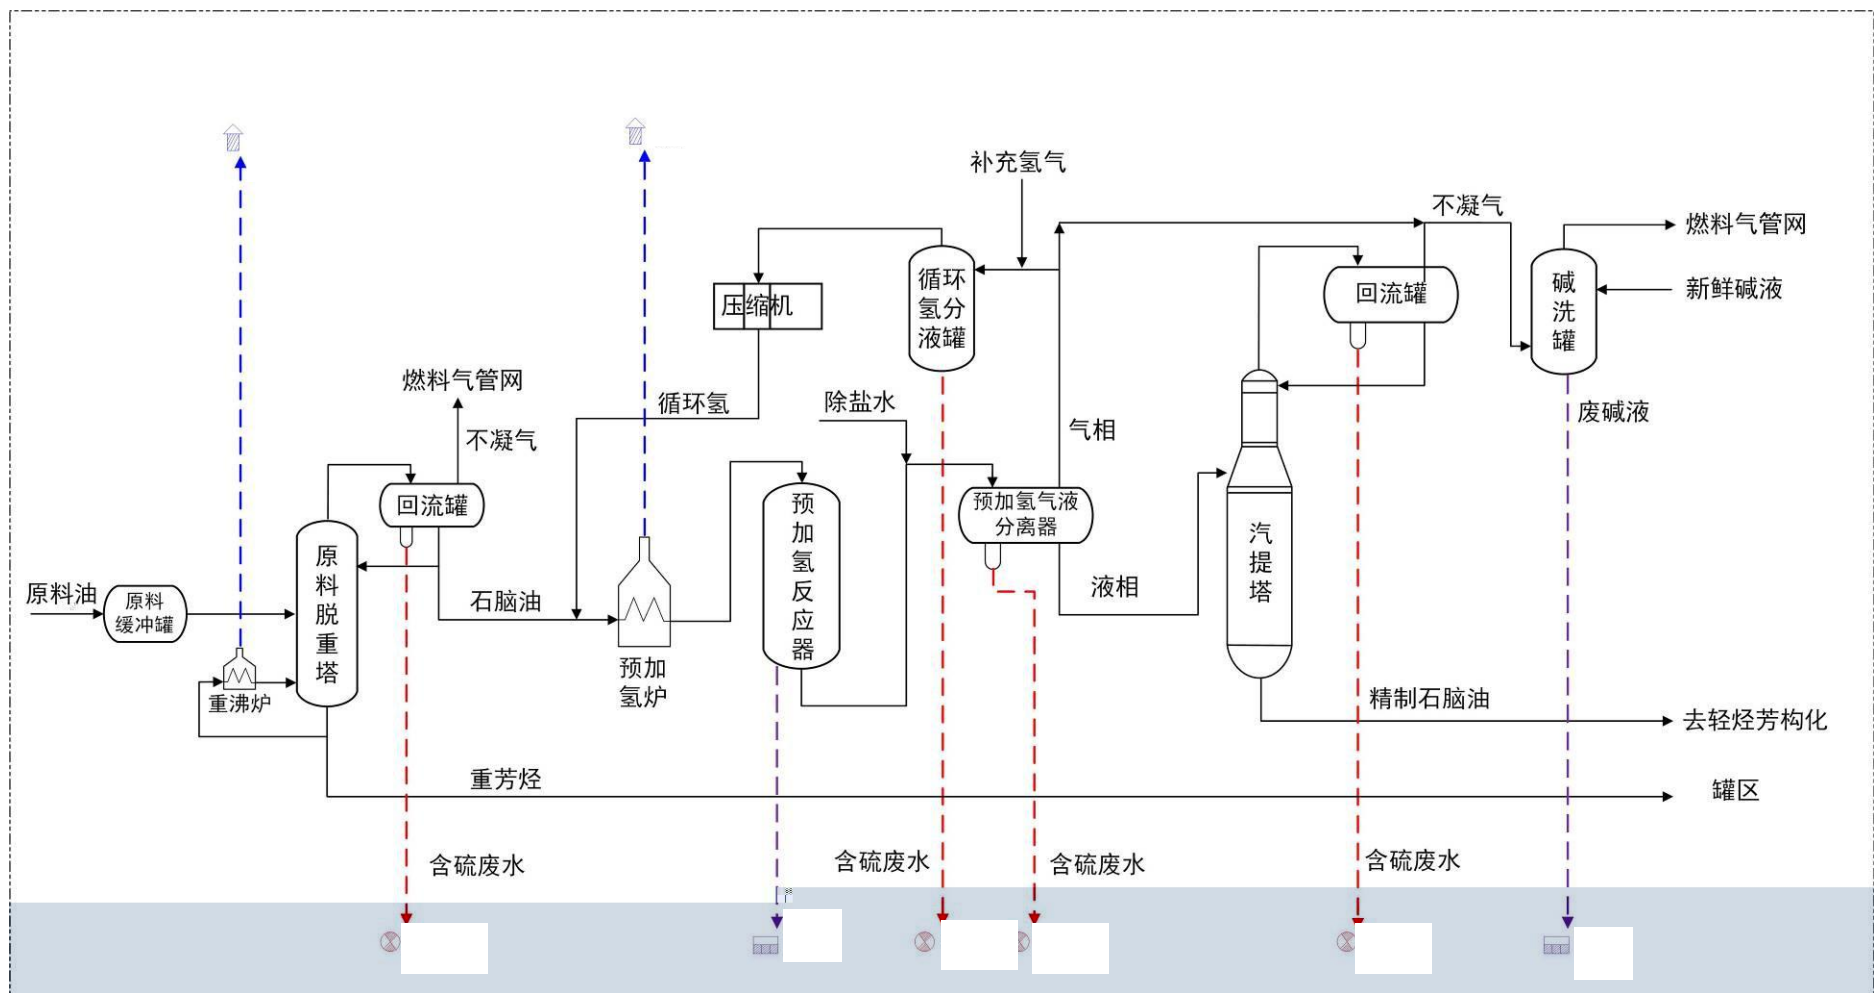 补充氢气
不凝气
燃料气管网
循环
氢分
液罐
碱
洗
罐
压缩机
回流罐
新鲜碱液
燃料气管网
循环氢
除盐水
废碱液
不凝气
气相
回流罐
预
加
氢
反
应
器
预加氢气液
分离器
汽
提
塔
原
料
脱
重
塔
原料油
原料
缓冲罐
石脑油
液相
重沸炉
预加
氢炉
精制石脑油
去轻烃芳构化
重芳烃
罐区
含硫废水
含硫废水
含硫废水
含硫废水